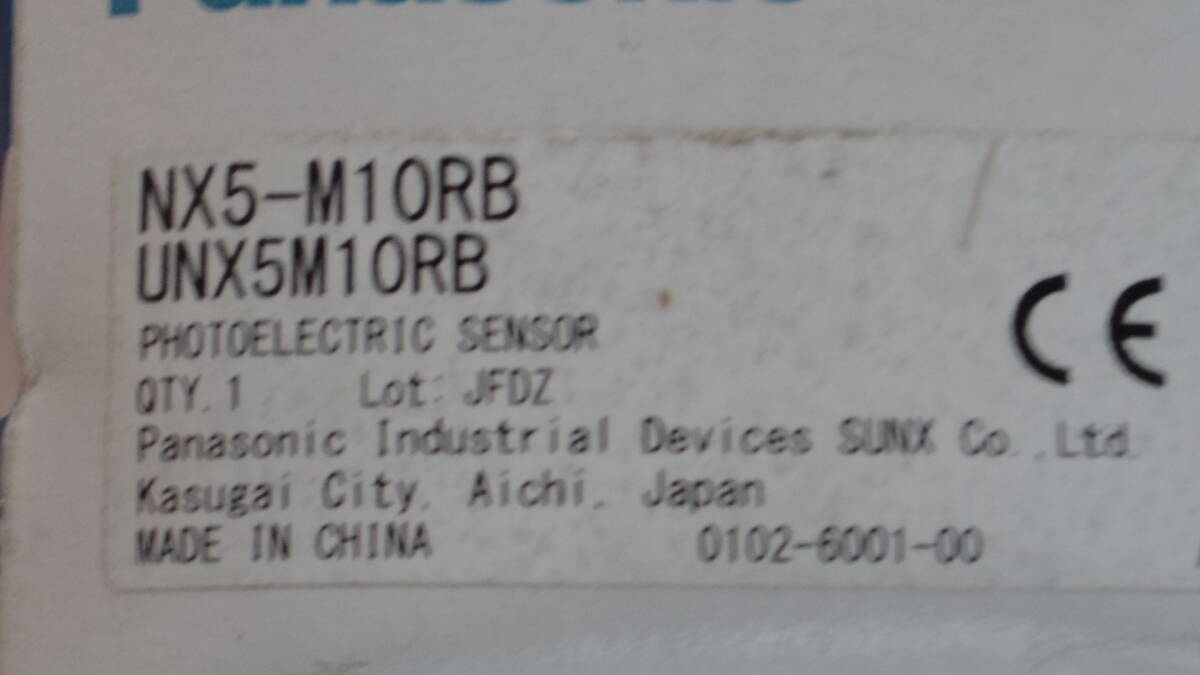 Panasonic
NX5-M10RB
UNX5M10RB
PHOTOELECTRIC SENSOR
QTY. 1 Lot: JFDZ
CE
Panasonic Industrial Devices SUNX Co.,Ltd.
Kasugai City, Aichi, Japan
MADE IN CHINA 0102-6001-00